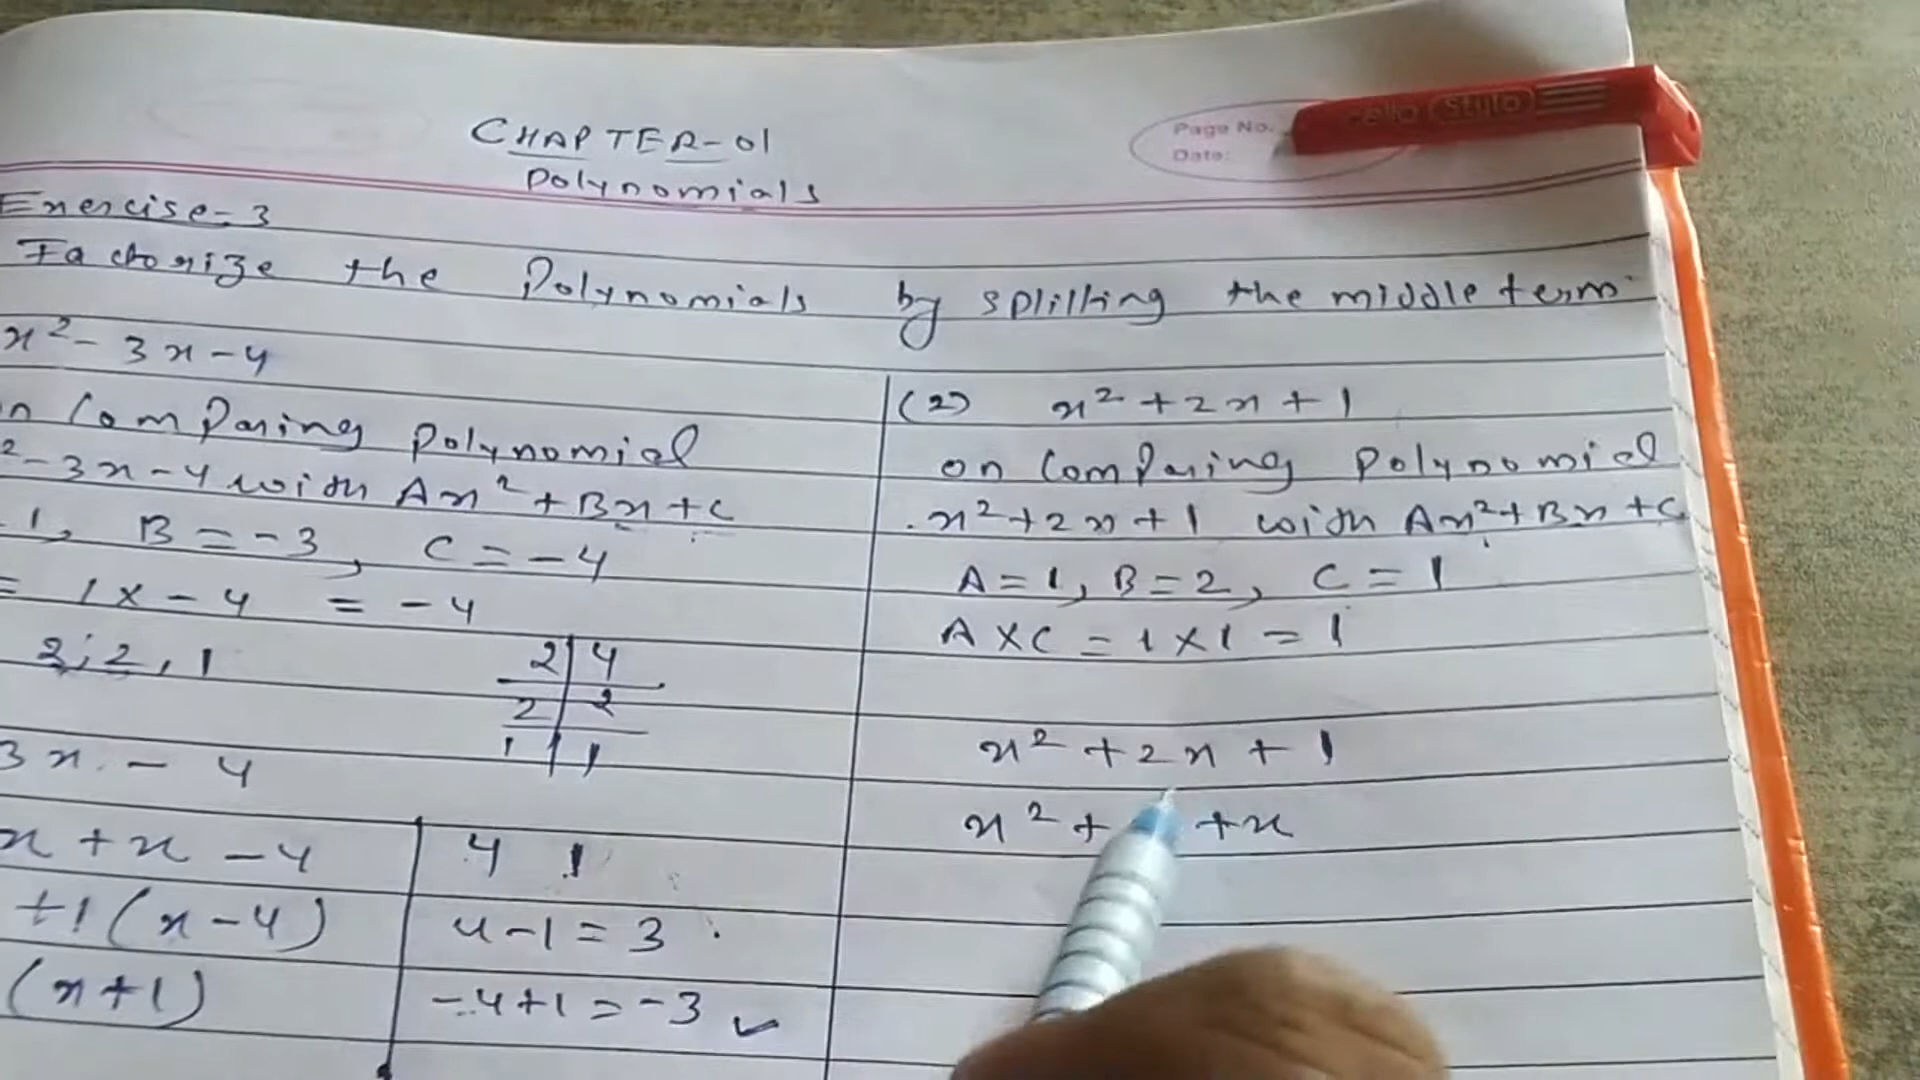 CHAPTER-01
Polynomials
Page No.
Date:
cello Stylo
Exercise-3
Factorize the Polynomials by splitting the middle term
x² - 3x - 4
on Comparing polynomial
² - 3x - 4 with Ax² + Bx + C
1, B = -3, C = -4
= 1 x - 4 = -4
2, 2, 1
2 | 4
2 | 2
1 | 1
3x - 4
x + x - 4
+1 (x - 4)
(x + 1)
4 1
4 - 1 = 3
-4 + 1 = -3 ✓
(2) x² + 2x + 1
on Comparing Polynomial
x² + 2x + 1 with Ax² + Bx + C
A = 1, B = 2, C = 1
A X C = 1 X 1 = 1
x² + 2x + 1
x² + + x